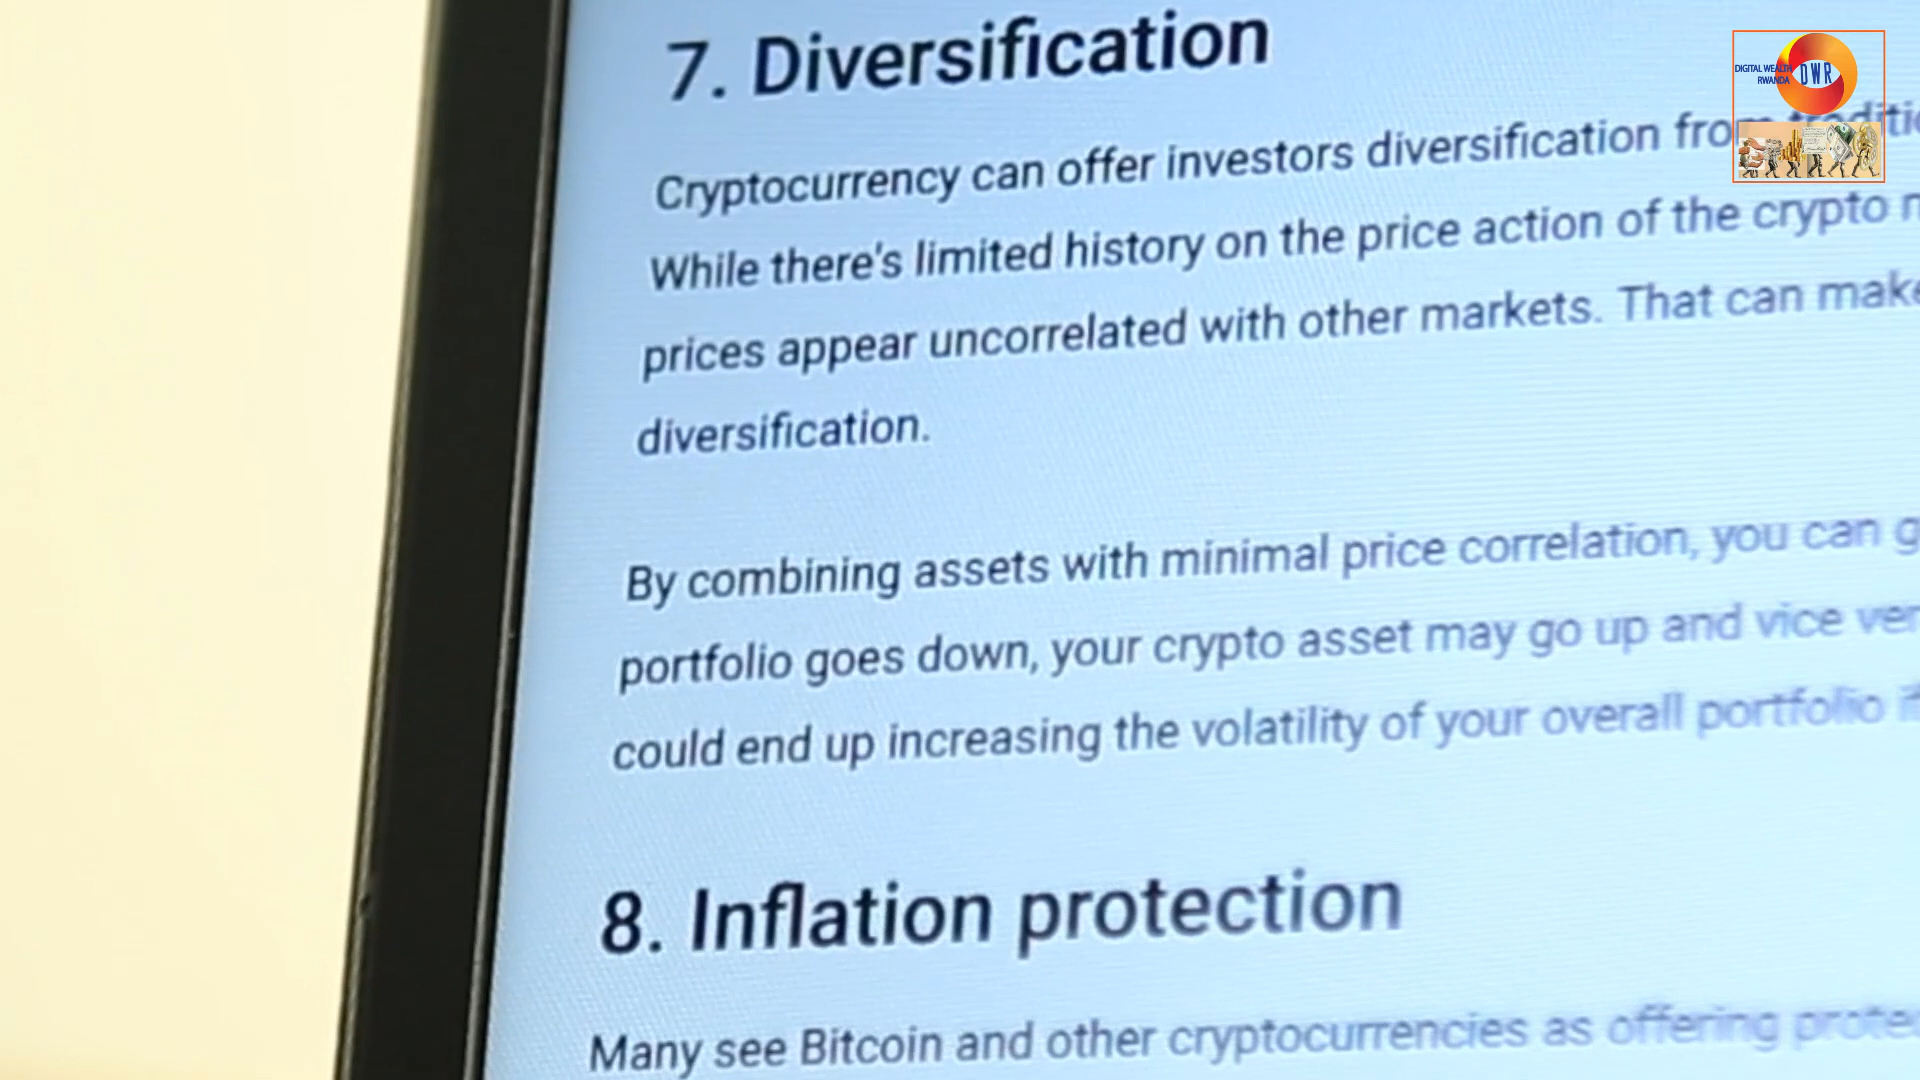 7. Diversification
Cryptocurrency can offer investors diversification from
While there's limited history on the price action of the crypto
prices appear uncorrelated with other markets. That can make
diversification.
By combining assets with minimal price correlation, you can
portfolio goes down, your crypto asset may go up and vice
could end up increasing the volatility of your overall portfolio
8. Inflation protection
Many see Bitcoin and other cryptocurrencies as offering
DIGITAL WEALTH
RWANDA
DWR